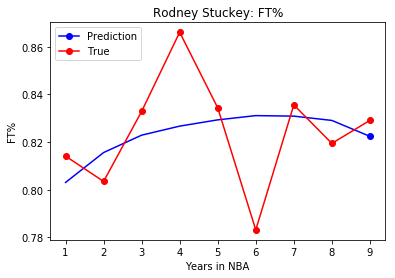 Rodney Stuckey: FT%
Prediction
True
FT%
0.86
0.84
0.82
0.80
0.78
1 2 3 4 5 6 7 8 9
Years in NBA